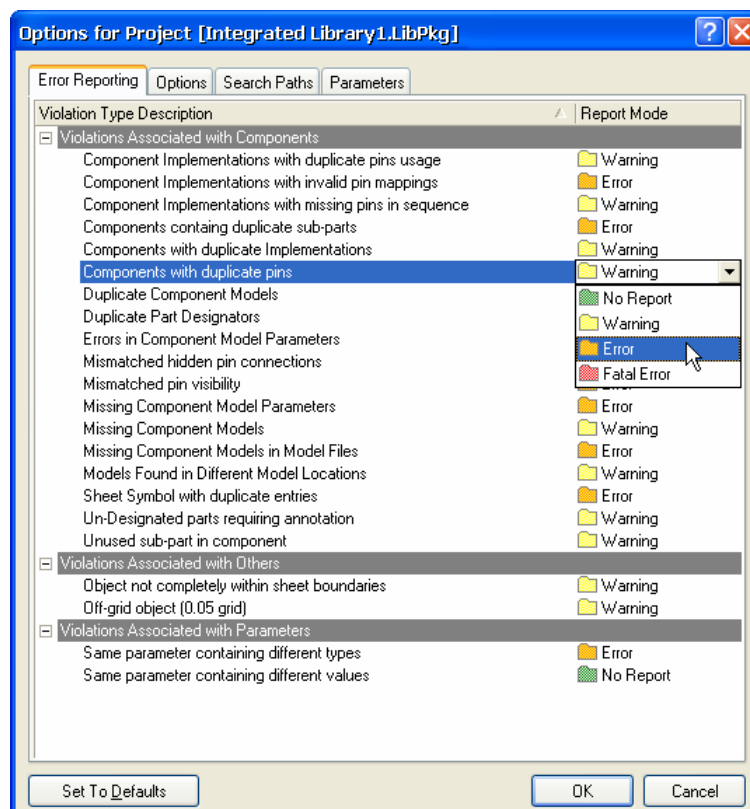 Options for Project [Integrated Library1.LibPkg]
Error Reporting Options Search Paths Parameters
Violation Type Description Report Mode
Violations Associated with Components
Component Implementations with duplicate pins usage Warning
Component Implementations with invalid pin mappings Error
Component Implementations with missing pins in sequence Warning
Components containg duplicate sub-parts Error
Components with duplicate Implementations Warning
Components with duplicate pins Warning
Duplicate Component Models No Report
Duplicate Part Designators Warning
Errors in Component Model Parameters Error
Mismatched hidden pin connections Fatal Error
Mismatched pin visibility
Missing Component Model Parameters Error
Missing Component Models Warning
Missing Component Models in Model Files Error
Models Found in Different Model Locations Warning
Sheet Symbol with duplicate entries Error
Un-Designated parts requiring annotation Warning
Unused sub-part in component Warning
Violations Associated with Others
Object not completely within sheet boundaries Warning
Off-grid object (0.05 grid) Warning
Violations Associated with Parameters
Same parameter containing different types Error
Same parameter containing different values No Report
Set To Defaults OK Cancel